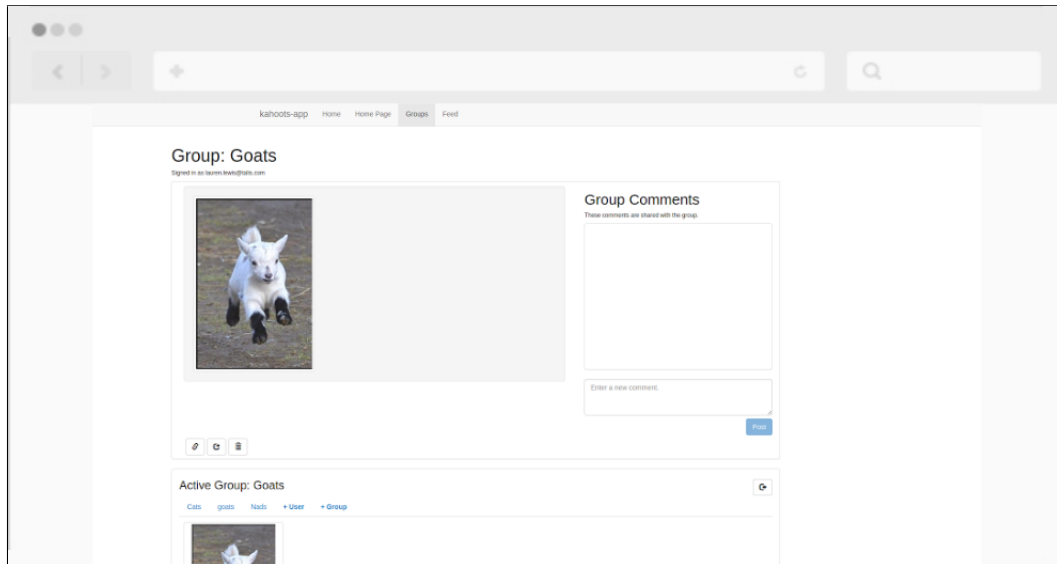 kahoots-app Home Home Page Groups Feed
Group: Goats
Signed in as lauren.lewis@talis.com
Group Comments
These comments are shared with the group.
Enter a new comment.
Post
Active Group: Goats
Cats goats Nads + User + Group